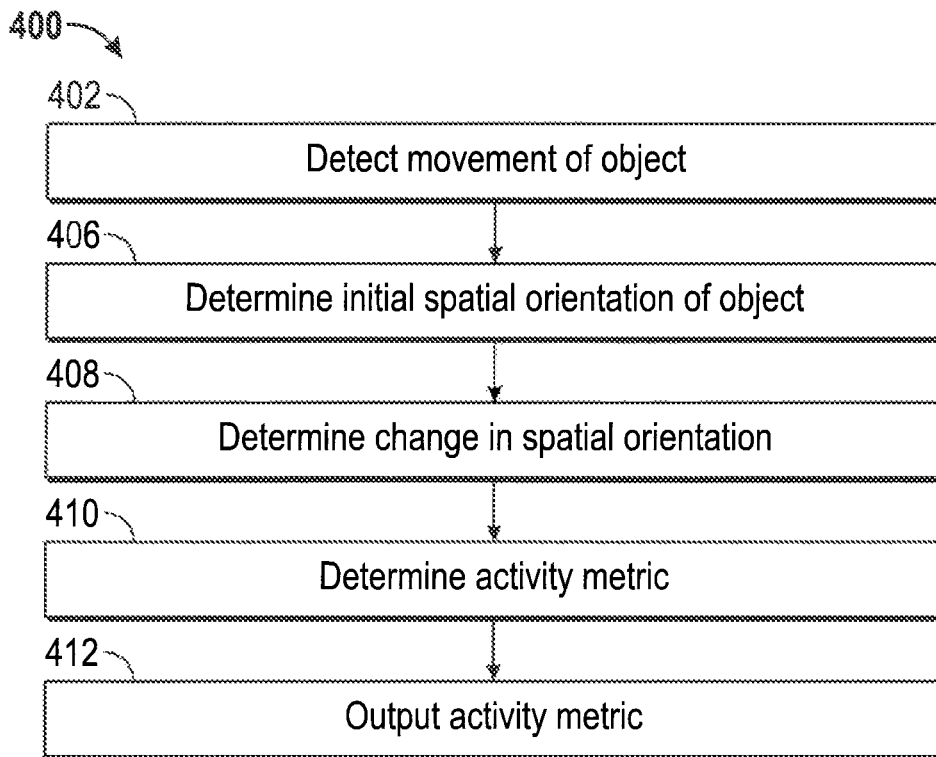 400
402
Detect movement of object
406
Determine initial spatial orientation of object
408
Determine change in spatial orientation
410
Determine activity metric
412
Output activity metric